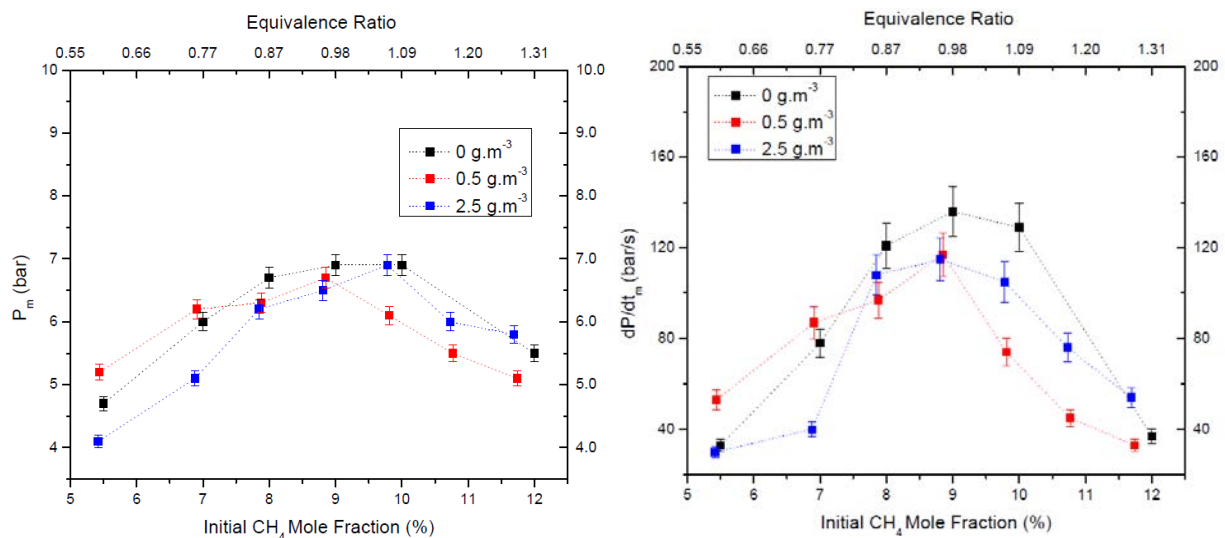 Equivalence Ratio
0.55 0.66 0.77 0.87 0.98 1.09 1.20 1.31
10 10.0
9 9.0
8 8.0
7 7.0
6 6.0
5 5.0
4 4.0
P_m (bar)
0 g.m^-3
0.5 g.m^-3
2.5 g.m^-3
5 6 7 8 9 10 11 12
Initial CH_4 Mole Fraction (%)
Equivalence Ratio
0.55 0.66 0.77 0.87 0.98 1.09 1.20 1.31
200 200
160 160
120 120
80 80
40 40
dP/dt_m (bar/s)
0 g.m^-3
0.5 g.m^-3
2.5 g.m^-3
5 6 7 8 9 10 11 12
Initial CH_4 Mole Fraction (%)